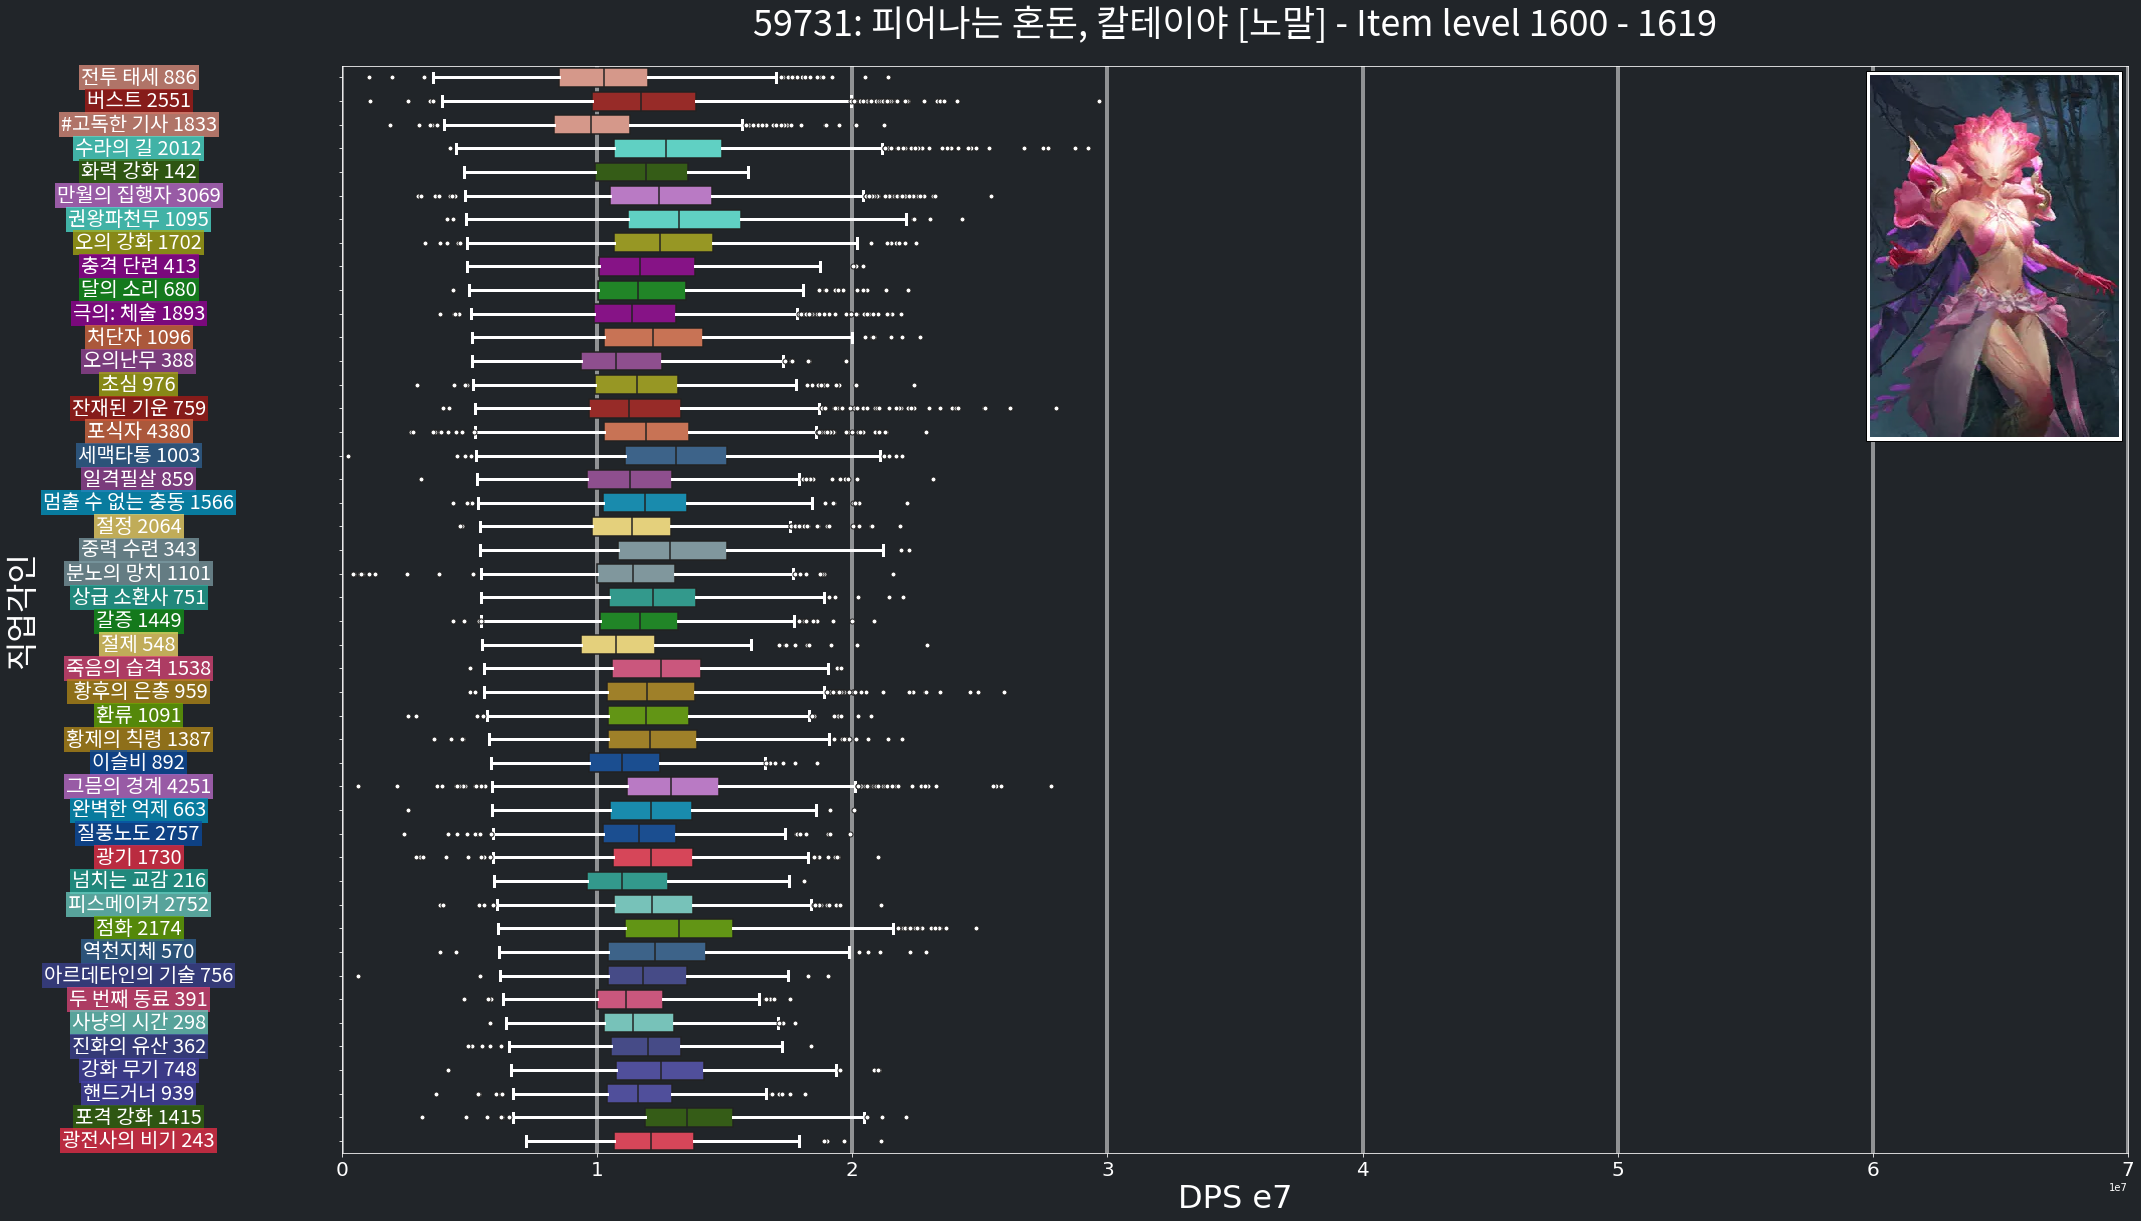 59731: 피어나는 혼돈, 칼테이야 [노말] - Item level 1600 - 1619
직업각인
전투 태세 886
버스트 2551
#고독한 기사 1833
수라의 길 2012
화력 강화 142
만월의 집행자 3069
권왕파천무 1095
오의 강화 1702
충격 단련 413
달의 소리 680
극의: 체술 1893
처단자 1096
오의난무 388
초심 976
잔재된 기운 759
포식자 4380
세맥타통 1003
일격필살 859
멈출 수 없는 충동 1566
절정 2064
중력 수련 343
분노의 망치 1101
상급 소환사 751
갈증 1449
절제 548
죽음의 습격 1538
황후의 은총 959
환류 1091
황제의 칙령 1387
이슬비 892
그믐의 경계 4251
완벽한 억제 663
질풍노도 2757
광기 1730
넘치는 교감 216
피스메이커 2752
점화 2174
역천지체 570
아르데타인의 기술 756
두 번째 동료 391
사냥의 시간 298
진화의 유산 362
강화 무기 748
핸드거너 939
포격 강화 1415
광전사의 비기 243
0 1 2 3 4 5 6 7
1e7
DPS e7